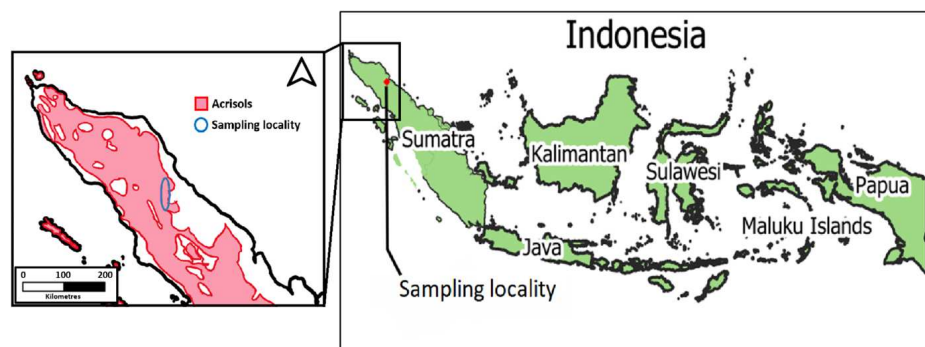 Acrisols
Sampling locality
0 100 200
Kilometres
Indonesia
Sumatra
Kalimantan
Sulawesi
Papua
Maluku Islands
Java
Sampling locality